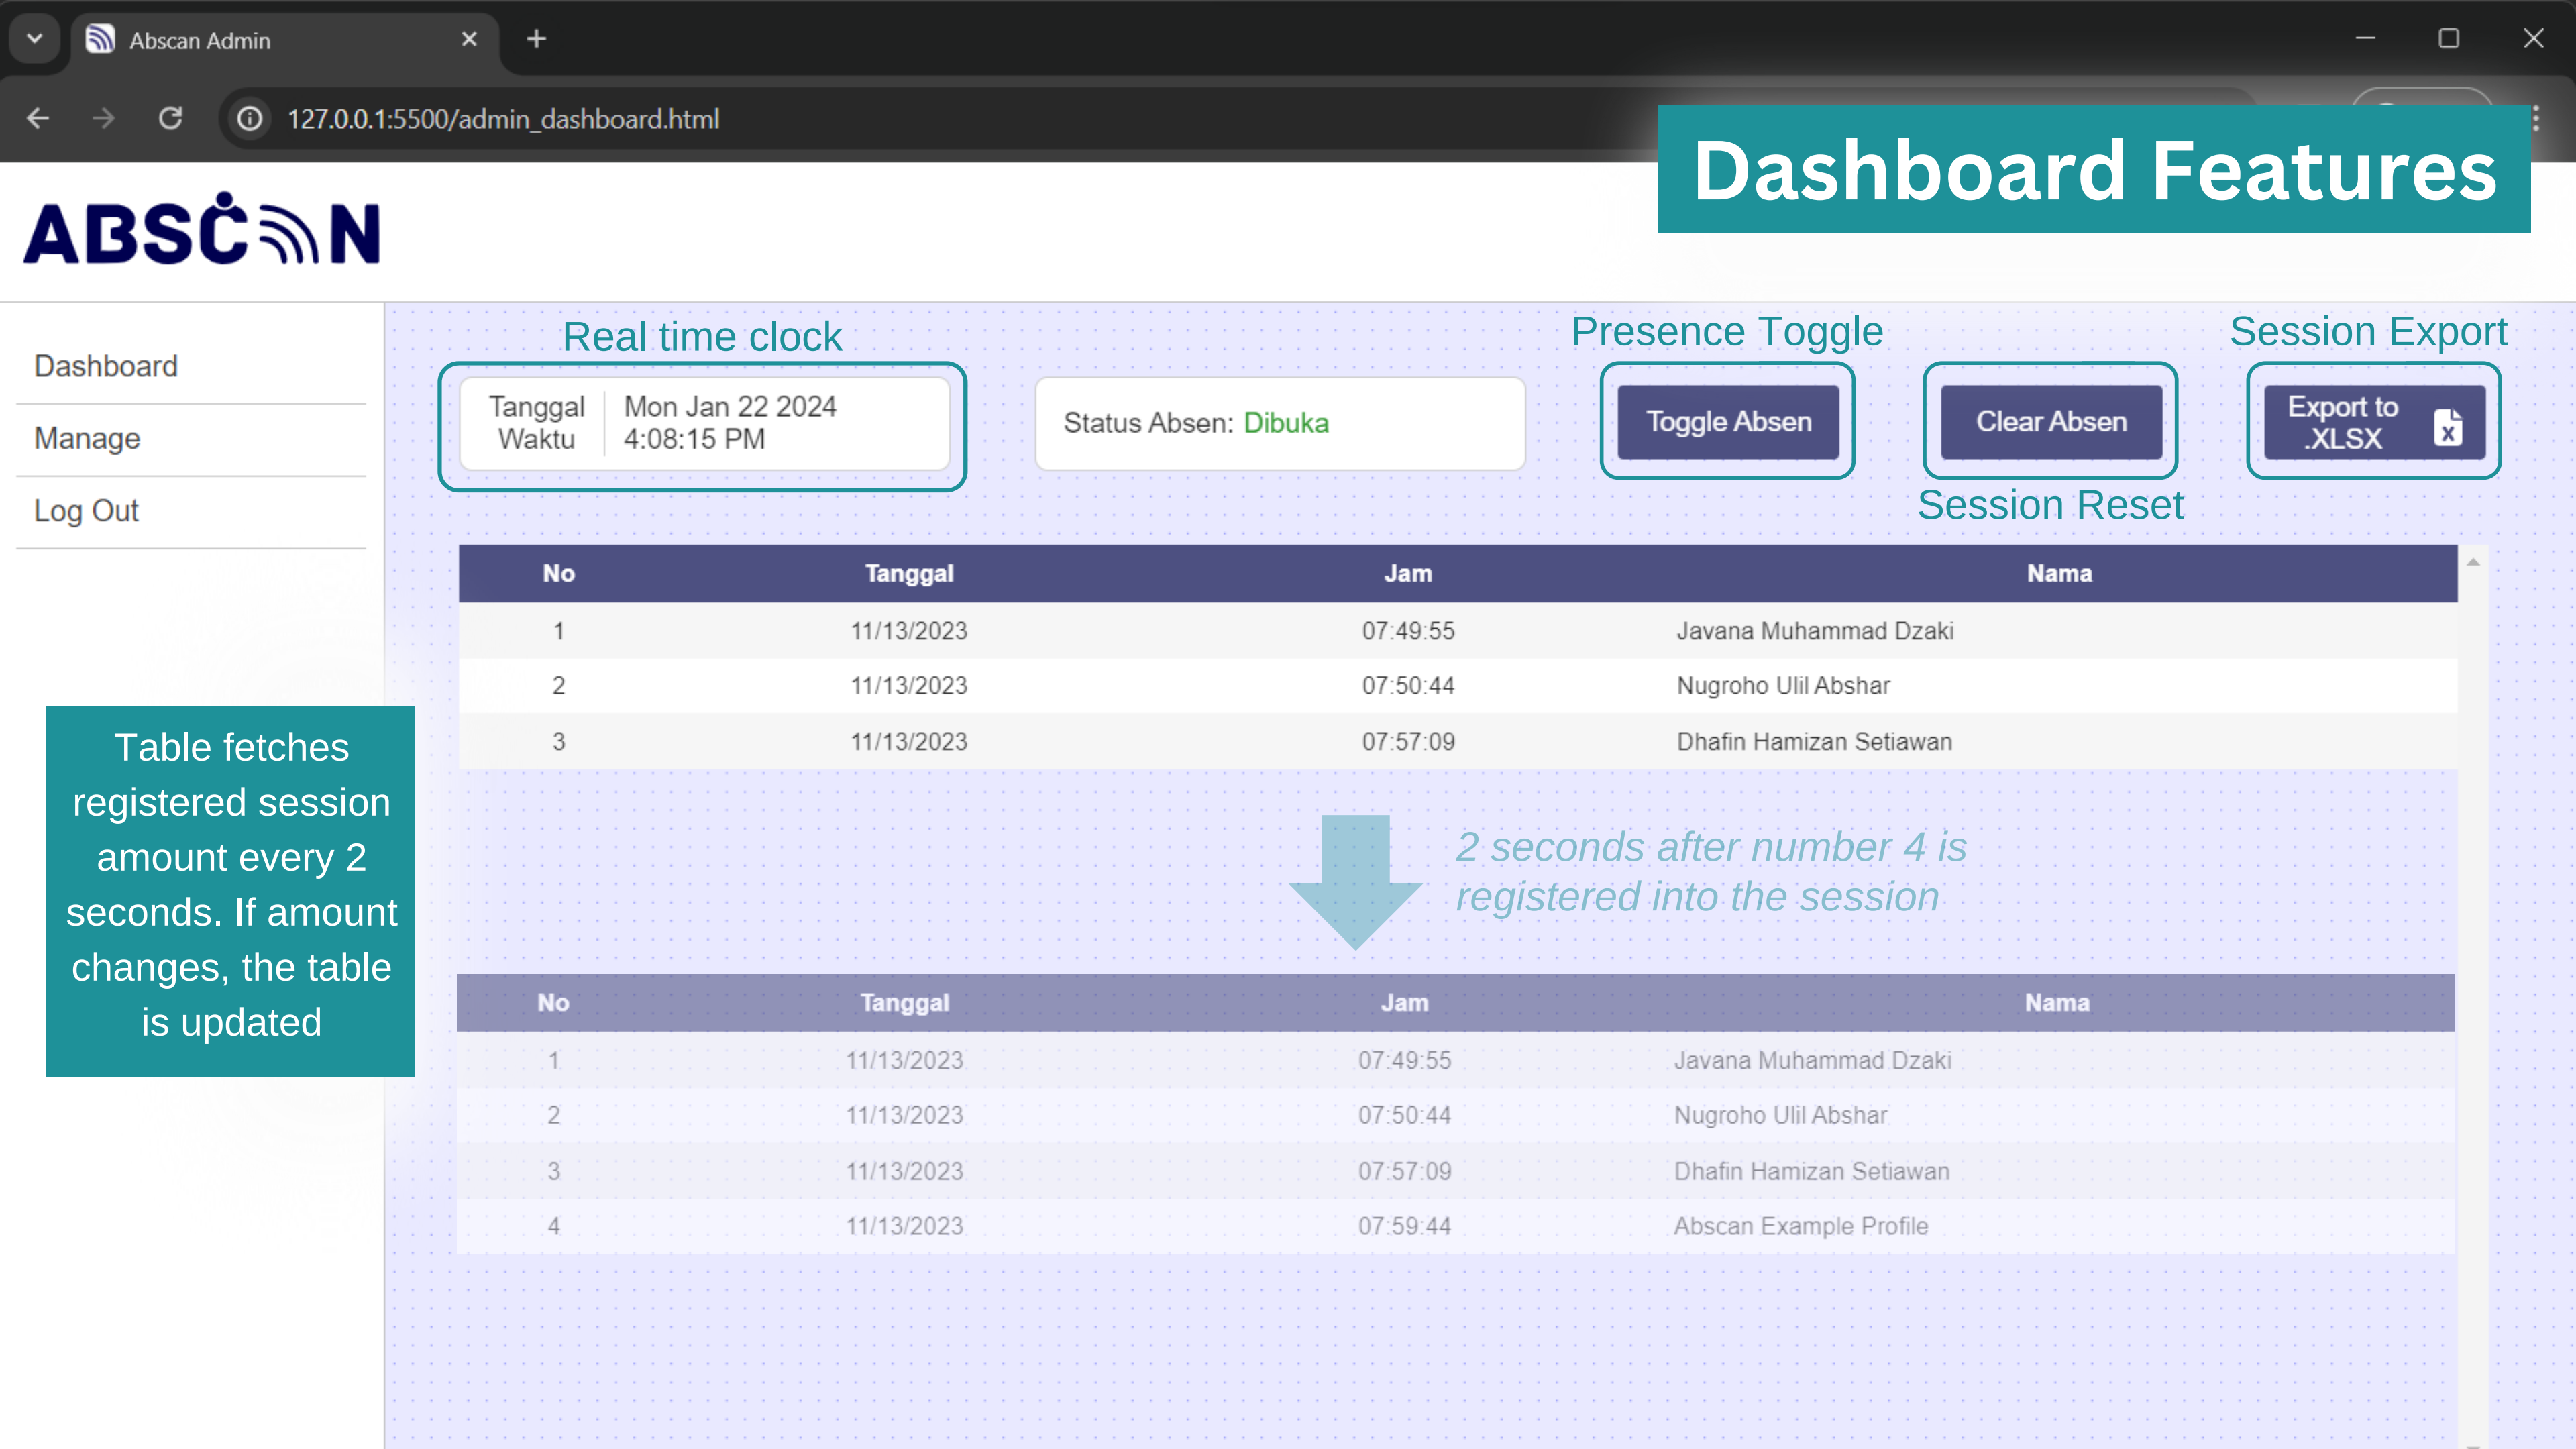 Abscan Admin
127.0.0.1:5500/admin_dashboard.html
Dashboard Features
ABSCAN
Dashboard
Manage
Log Out
Real time clock
Tanggal
Waktu
Mon Jan 22 2024
4:08:15 PM
Status Absen: Dibuka
Presence Toggle
Toggle Absen
Clear Absen
Session Reset
Session Export
Export to
.XLSX
No Tanggal Jam Nama
1 11/13/2023 07:49:55 Javana Muhammad Dzaki
2 11/13/2023 07:50:44 Nugroho Ulil Abshar
3 11/13/2023 07:57:09 Dhafin Hamizan Setiawan
Table fetches
registered session
amount every 2
seconds. If amount
changes, the table
is updated
2 seconds after number 4 is
registered into the session
No Tanggal Jam Nama
1 11/13/2023 07:49:55 Javana Muhammad Dzaki
2 11/13/2023 07:50:44 Nugroho Ulil Abshar
3 11/13/2023 07:57:09 Dhafin Hamizan Setiawan
4 11/13/2023 07:59:44 Abscan Example Profile